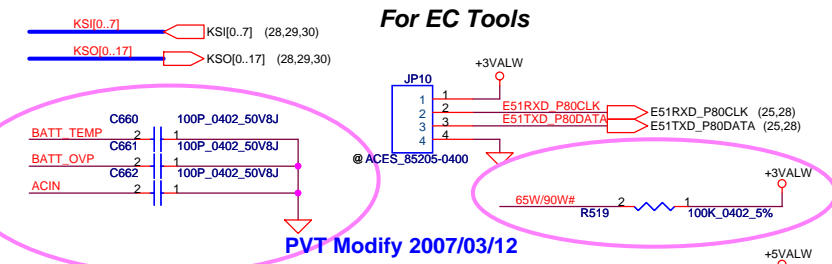 For EC Tools
KSI[0..7] KSI[0..7] (28,29,30)
KSO[0..17] KSO[0..17] (28,29,30)
+3VALW
JP10
1 1
2 2 E51RXD_P80CLK E51RXD_P80CLK (25,28)
3 3 E51TXD_P80DATA E51TXD_P80DATA (25,28)
4 4
@ ACES_85205-0400
C660 100P_0402_50V8J
BATT_TEMP 2 1
C661 100P_0402_50V8J
BATT_OVP 2 1
C662 100P_0402_50V8J
ACIN 2 1
+3VALW
65W/90W# 2 1
R519 100K_0402_5%
PVT Modify 2007/03/12
+5VALW